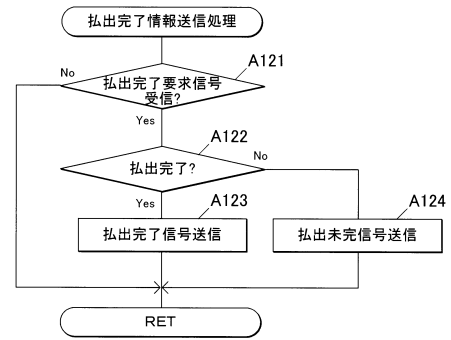 払出完了情報送信処理
No
A121
払出完了要求信号
受信?
Yes
A122
払出完了?
No
Yes
A123
払出完了信号送信
A124
払出未完信号送信
RET